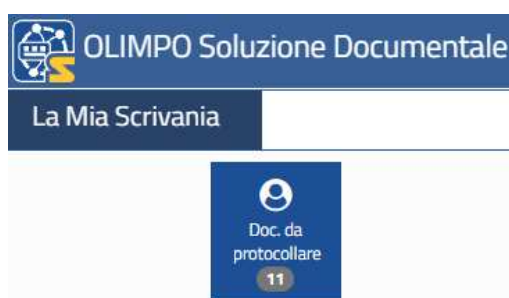 OLIMPO Soluzione Documentale
La Mia Scrivania
Doc. da
protocollare
11